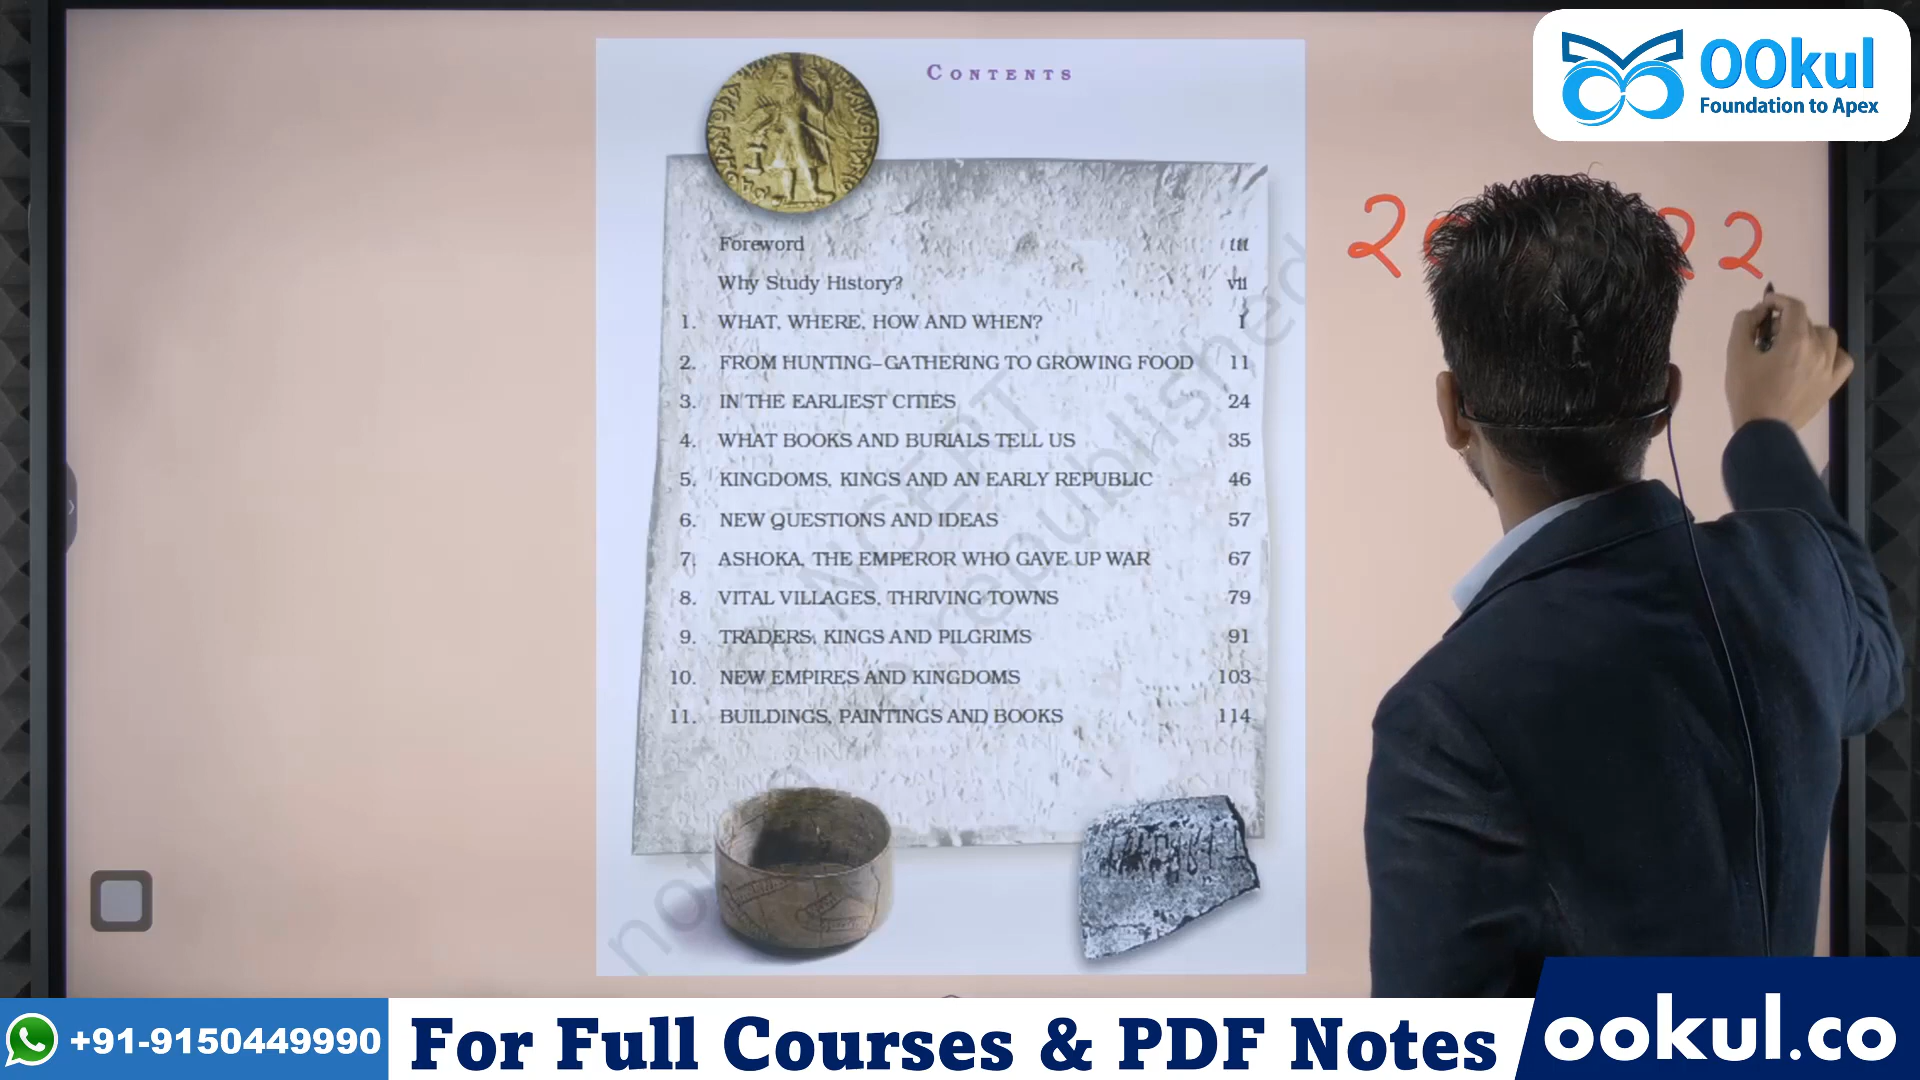 CONTENTS
OOkul
Foundation to Apex
Foreword iii
Why Study History? vii
1. WHAT, WHERE, HOW AND WHEN? 1
2. FROM HUNTING–GATHERING TO GROWING FOOD 11
3. IN THE EARLIEST CITIES 24
4. WHAT BOOKS AND BURIALS TELL US 35
5. KINGDOMS, KINGS AND AN EARLY REPUBLIC 46
6. NEW QUESTIONS AND IDEAS 57
7. ASHOKA, THE EMPEROR WHO GAVE UP WAR 67
8. VITAL VILLAGES, THRIVING TOWNS 79
9. TRADERS, KINGS AND PILGRIMS 91
10. NEW EMPIRES AND KINGDOMS 103
11. BUILDINGS, PAINTINGS AND BOOKS 114
NCERT
not republished
+91-9150449990
For Full Courses & PDF Notes
ookul.co